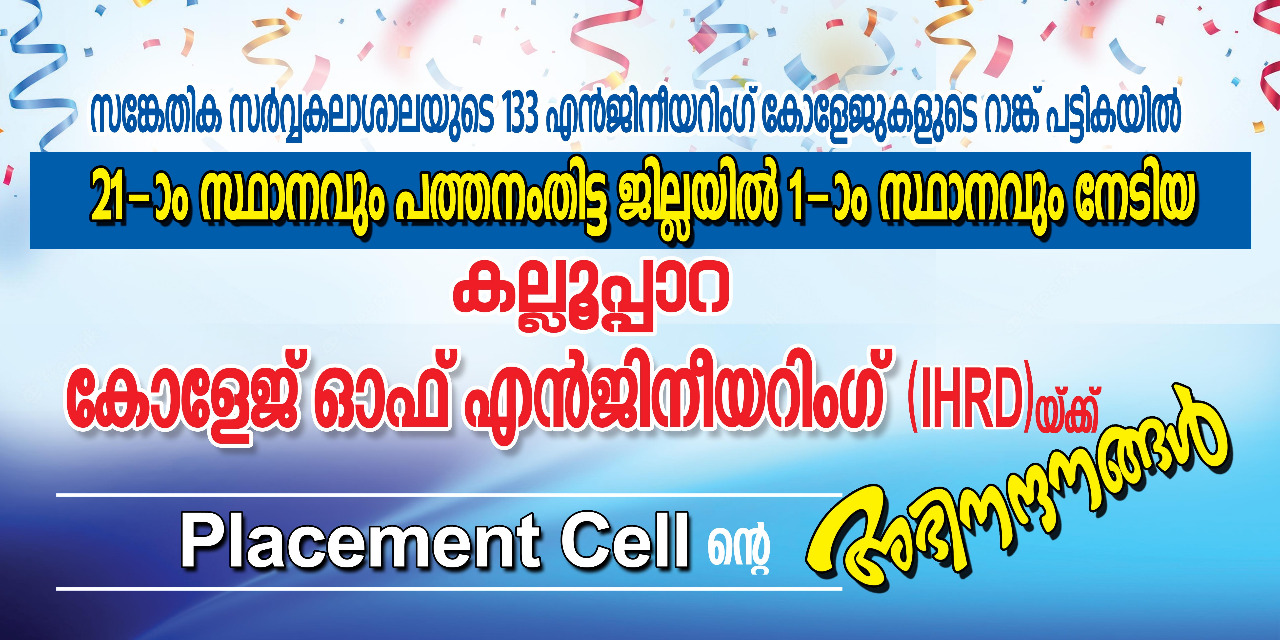 സങ്കേതിക സർവ്വകലാശാലയുടെ 133 എൻജിനീയറിംഗ് കോളേജുകളുടെ റാങ്ക് പട്ടികയിൽ
21-ാം സ്ഥാനവും പത്തനംതിട്ട ജില്ലയിൽ 1-ാം സ്ഥാനവും നേടിയ
കല്ലൂപ്പാറ
കോളേജ് ഓഫ് എൻജിനീയറിംഗ് (IHRD)യ്ക്ക്
Placement Cell ന്റെ അഭിനന്ദനങ്ങൾ